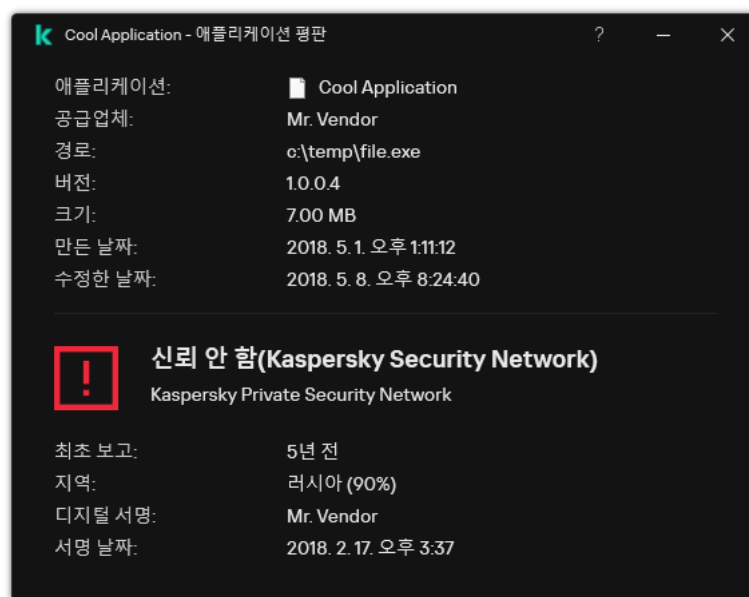 Cool Application - 애플리케이션 평판
애플리케이션: Cool Application
공급업체: Mr. Vendor
경로: c:\temp\file.exe
버전: 1.0.0.4
크기: 7.00 MB
만든 날짜: 2018. 5. 1. 오후 1:11:12
수정한 날짜: 2018. 5. 8. 오후 8:24:40
신뢰 안 함(Kaspersky Security Network)
Kaspersky Private Security Network
최초 보고: 5년 전
지역: 러시아 (90%)
디지털 서명: Mr. Vendor
서명 날짜: 2018. 2. 17. 오후 3:37